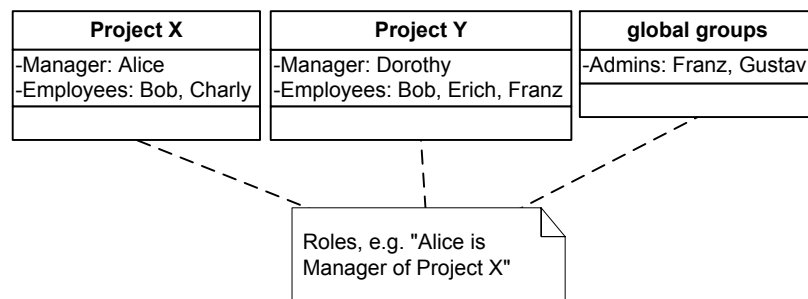 Project X
-Manager: Alice
-Employees: Bob, Charly
Project Y
-Manager: Dorothy
-Employees: Bob, Erich, Franz
global groups
-Admins: Franz, Gustav
Roles, e.g. "Alice is
Manager of Project X"